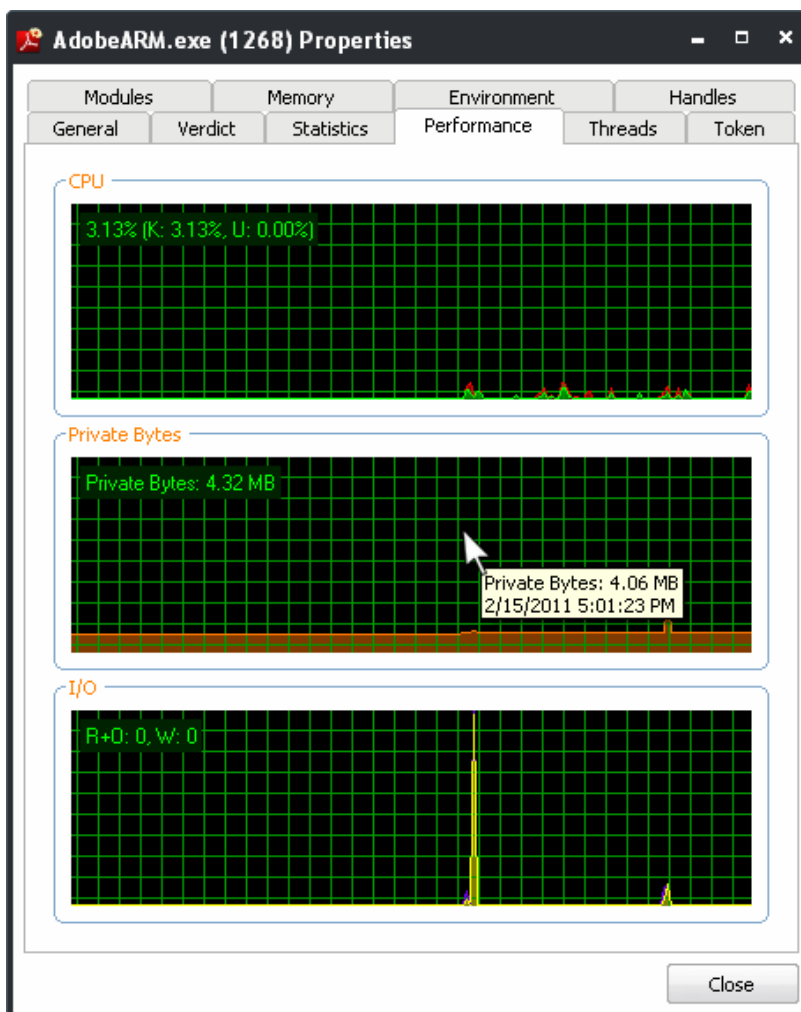 AdobeARM.exe (1268) Properties
Modules Memory Environment Handles
General Verdict Statistics Performance Threads Token
CPU
3.13% (K: 3.13%, U: 0.00%)
Private Bytes
Private Bytes: 4.32 MB
Private Bytes: 4.06 MB
2/15/2011 5:01:23 PM
I/O
R+O: 0, W: 0
Close